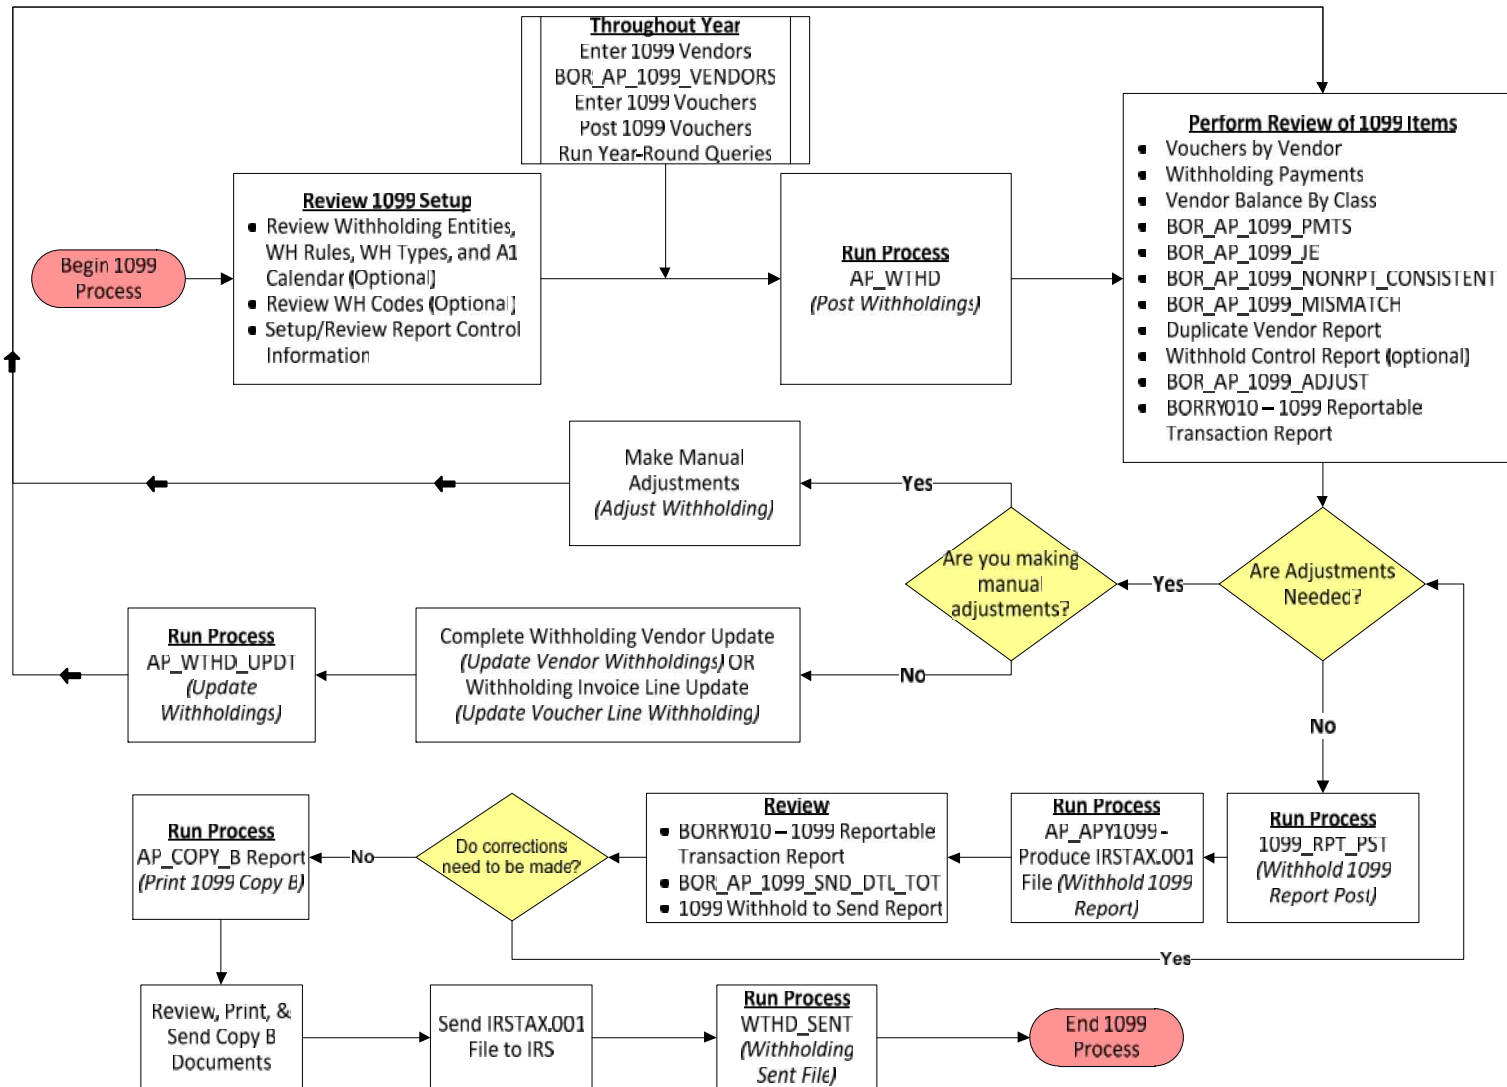 Throughout Year
Enter 1099 Vendors
BOR_AP_1099_VENDORS
Enter 1099 Vouchers
Post 1099 Vouchers
Run Year-Round Queries
Begin 1099
Process
Review 1099 Setup
• Review Withholding Entities,
WH Rules, WH Types, and A1
Calendar (Optional)
• Review WH Codes (Optional)
• Setup/Review Report Control
Information
Run Process
AP_WTHD
(Post Withholdings)
Perform Review of 1099 Items
• Vouchers by Vendor
• Withholding Payments
• Vendor Balance By Class
• BOR_AP_1099_PMTS
• BOR_AP_1099_JE
• BOR_AP_1099_NONRPT_CONSISTENT
• BOR_AP_1099_MISMATCH
• Duplicate Vendor Report
• Withhold Control Report (optional)
• BOR_AP_1099_ADJUST
• BORRY010 – 1099 Reportable
Transaction Report
Are Adjustments
Needed?
Yes
Are you making
manual
adjustments?
Yes
Make Manual
Adjustments
(Adjust Withholding)
No
Complete Withholding Vendor Update
(Update Vendor Withholdings) OR
Withholding Invoice Line Update
(Update Voucher Line Withholding)
Run Process
AP_WTHD_UPDT
(Update
Withholdings)
No
Run Process
1099_RPT_PST
(Withhold 1099
Report Post)
Run Process
AP_APY1099 -
Produce IRSTAX.001
File (Withhold 1099
Report)
Review
• BORRY010 – 1099 Reportable
Transaction Report
• BOR_AP_1099_SND_DTL_TOT
• 1099 Withhold to Send Report
Do corrections
need to be made?
Yes
No
Run Process
AP_COPY_B Report
(Print 1099 Copy B)
Review, Print, &
Send Copy B
Documents
Send IRSTAX.001
File to IRS
Run Process
WTHD_SENT
(Withholding
Sent File)
End 1099
Process